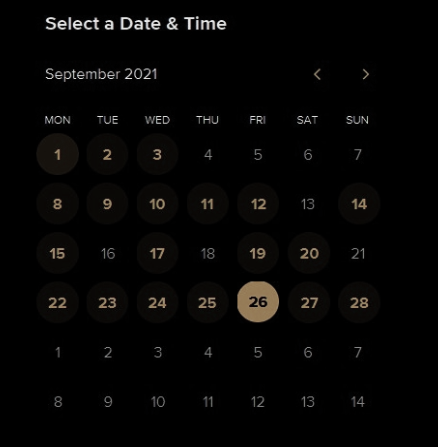 Select a Date & Time
September 2021
MON TUE WED THU FRI SAT SUN
1 2 3 4 5 6 7
8 9 10 11 12 13 14
15 16 17 18 19 20 21
22 23 24 25 26 27 28
1 2 3 4 5 6 7
8 9 10 11 12 13 14